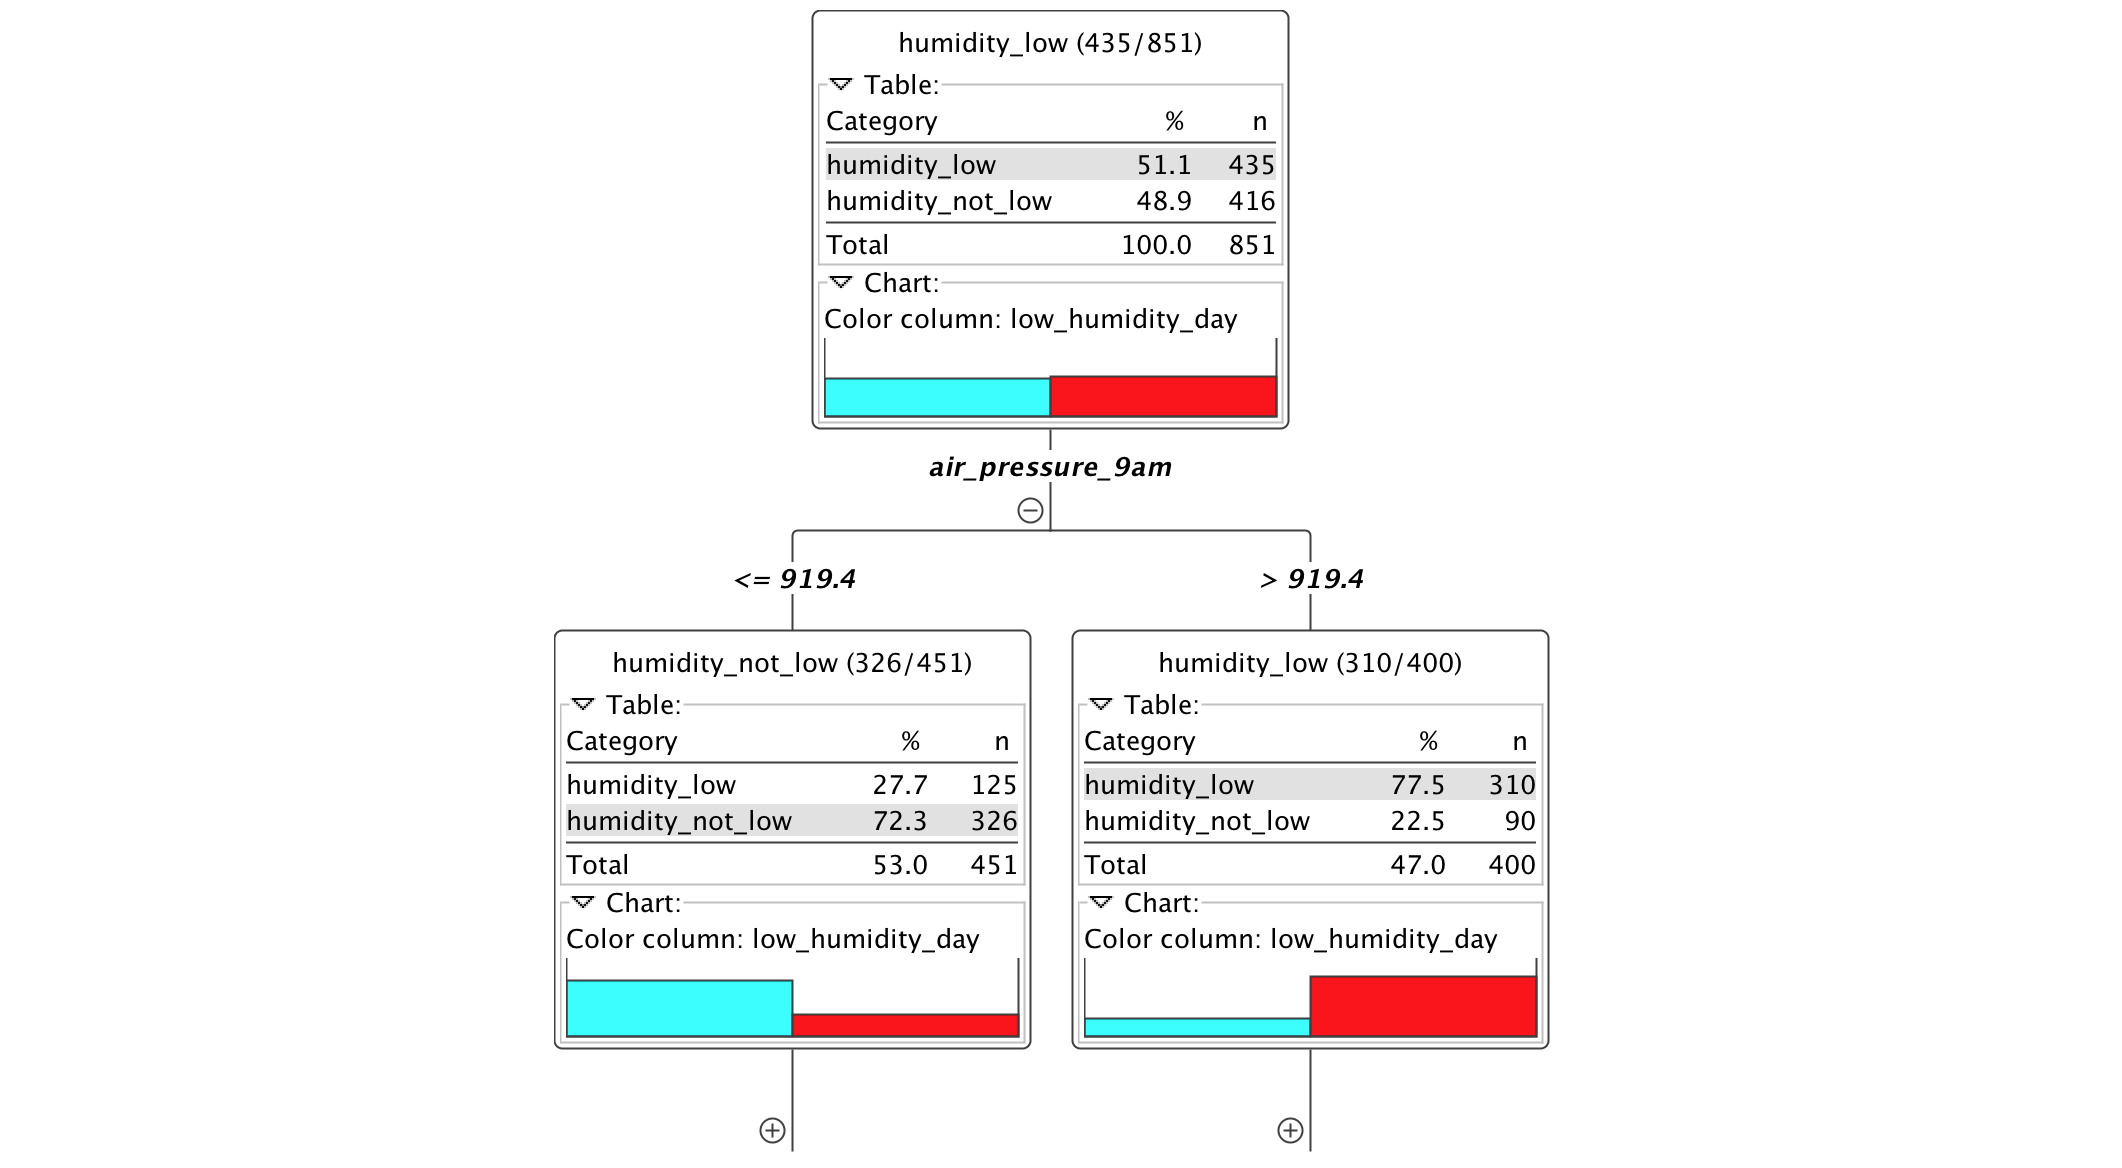 humidity_low (435/851)
Table:
Category % n
humidity_low 51.1 435
humidity_not_low 48.9 416
Total 100.0 851
Chart:
Color column: low_humidity_day
air_pressure_9am
<= 919.4
> 919.4
humidity_not_low (326/451)
Table:
Category % n
humidity_low 27.7 125
humidity_not_low 72.3 326
Total 53.0 451
Chart:
Color column: low_humidity_day
humidity_low (310/400)
Table:
Category % n
humidity_low 77.5 310
humidity_not_low 22.5 90
Total 47.0 400
Chart:
Color column: low_humidity_day